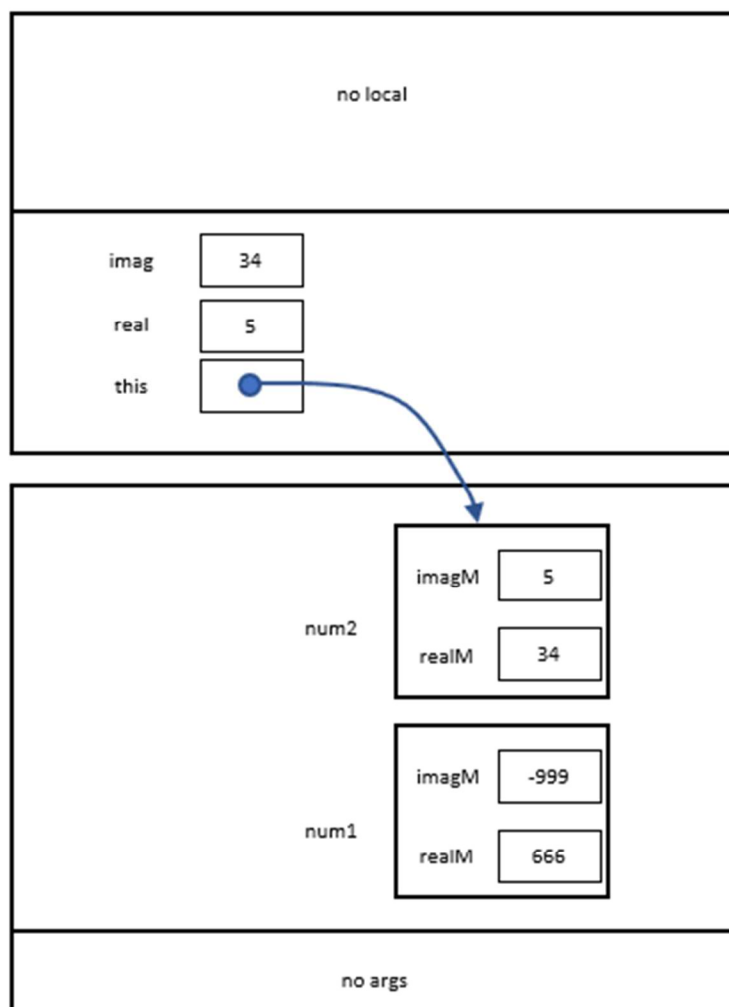 no local
imag 34
real 5
this
imagM 5
num2
realM 34
imagM -999
num1
realM 666
no args